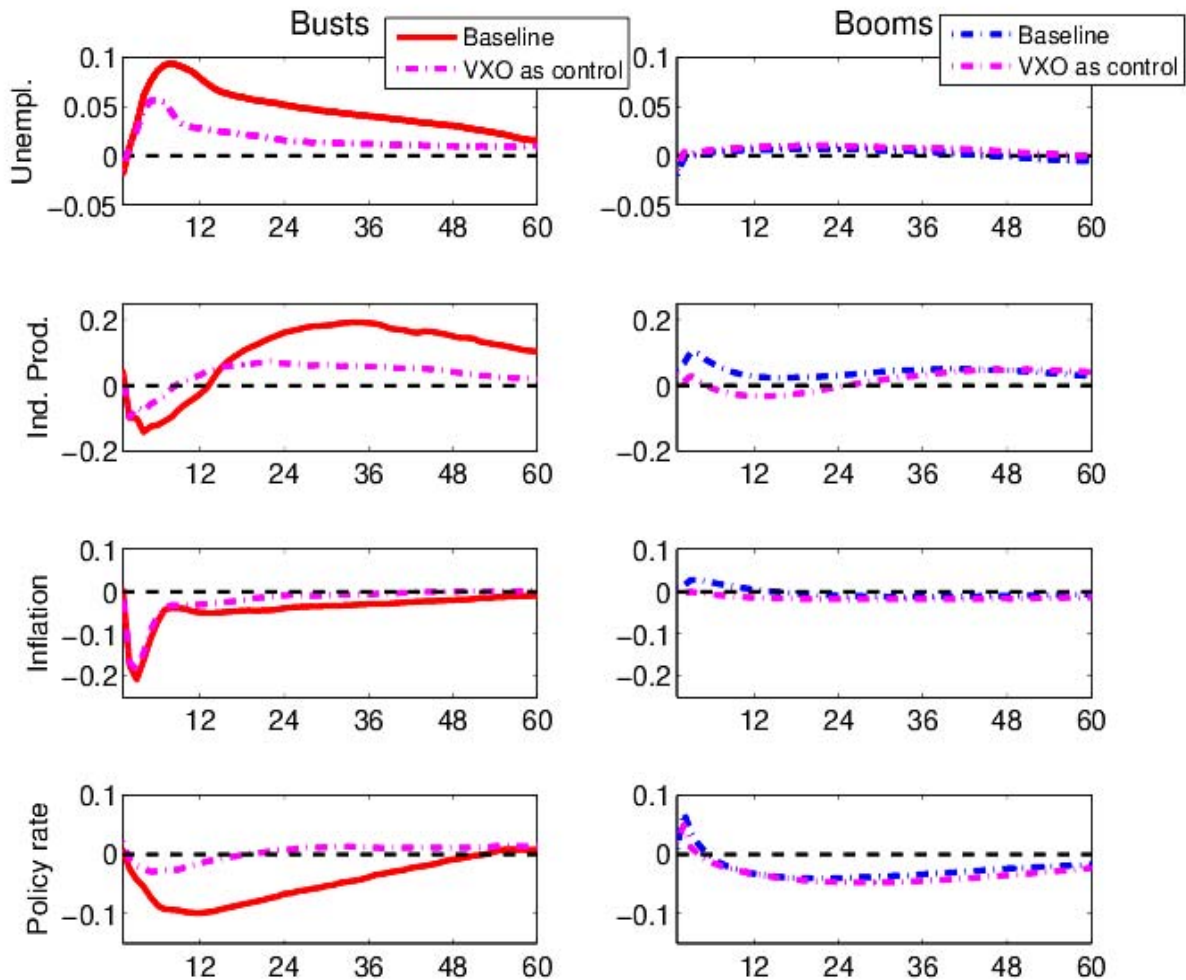 Busts
Booms
Baseline
VXO as control
Baseline
VXO as control
Unempl.
0.1
0.05
0
−0.05
12 24 36 48 60
0.1
0.05
0
−0.05
12 24 36 48 60
Ind. Prod.
0.2
0
−0.2
12 24 36 48 60
0.2
0
−0.2
12 24 36 48 60
Inflation
0.1
0
−0.1
−0.2
12 24 36 48 60
0.1
0
−0.1
−0.2
12 24 36 48 60
Policy rate
0.1
0
−0.1
12 24 36 48 60
0.1
0
−0.1
12 24 36 48 60